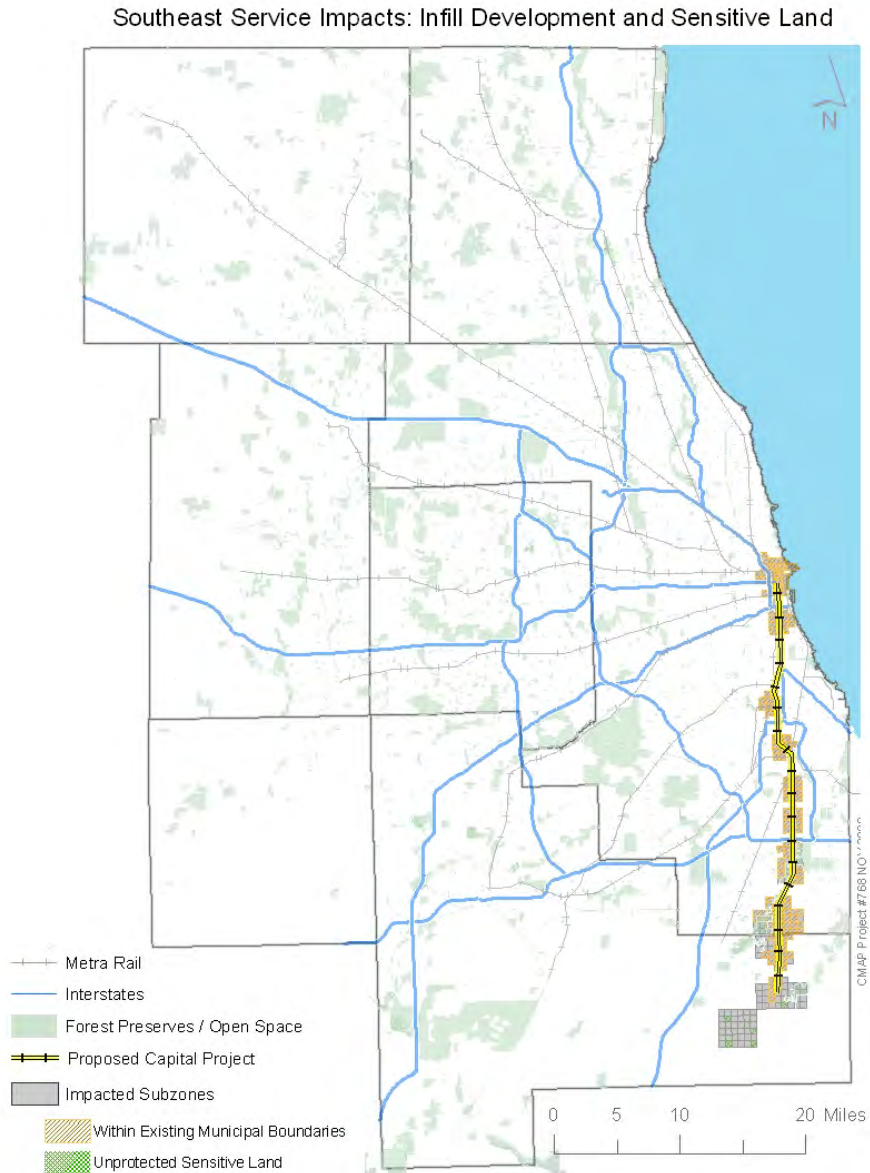 Southeast Service Impacts: Infill Development and Sensitive Land
N
CMAP Project #768 NOV
Metra Rail
Interstates
Forest Preserves / Open Space
Proposed Capital Project
Impacted Subzones
Within Existing Municipal Boundaries
Unprotected Sensitive Land
0 5 10 20 Miles